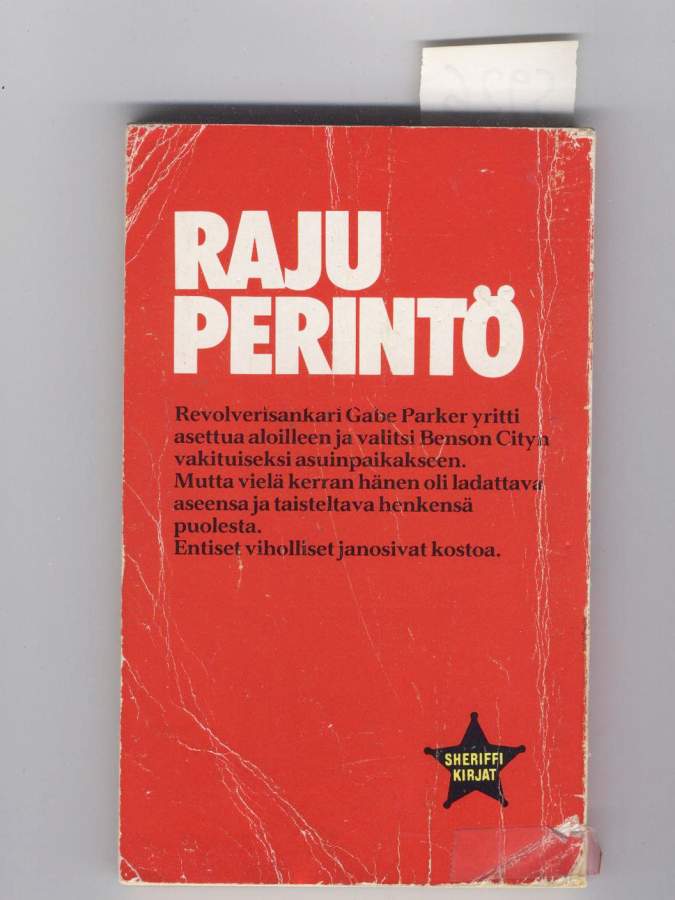 RAJU
PERINTÖ
Revolverisankari Gabe Parker yritti
asettua aloilleen ja valitsi Benson Cityn
vakituiseksi asuinpaikakseen.
Mutta vielä kerran hänen oli ladattava
aseensa ja taisteltava henkensä
puolesta.
Entiset viholliset janosivat kostoa.
SHERIFFI
KIRJAT